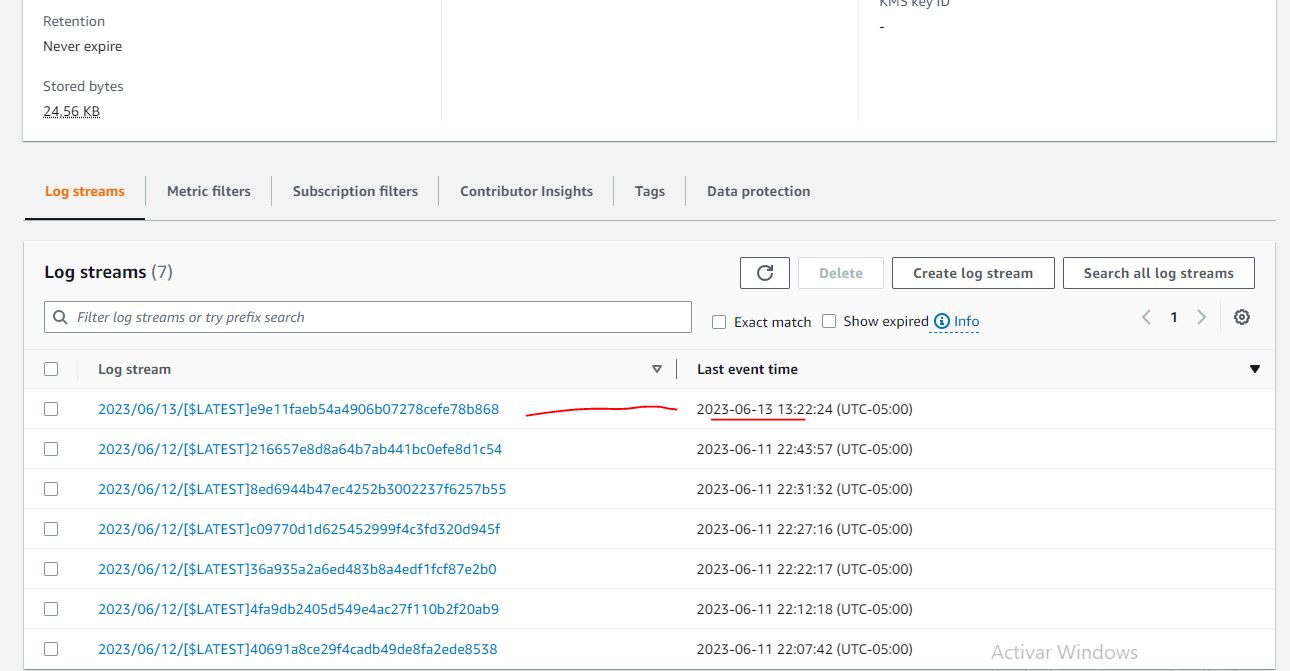 Retention
KMS key ID
Never expire
-
Stored bytes
24,56 KB
Log streams Metric filters Subscription filters Contributor Insights Tags Data protection
Log streams (7) Delete Create log stream Search all log streams
Filter log streams or try prefix search Exact match Show expired Info 1
Log stream Last event time
2023/06/13/[$LATEST]e9e11faeb54a4906b07278cefe78b868 2023-06-13 13:22:24 (UTC-05:00)
2023/06/12/[$LATEST]216657e8d8a64b7ab441bc0efe8d1c54 2023-06-11 22:43:57 (UTC-05:00)
2023/06/12/[$LATEST]8ed6944b47ec4252b3002237f6257b55 2023-06-11 22:31:32 (UTC-05:00)
2023/06/12/[$LATEST]c09770d1d625452999f4c3fd320d945f 2023-06-11 22:27:16 (UTC-05:00)
2023/06/12/[$LATEST]36a935a2a6ed483b8a4edf1fcf87e2b0 2023-06-11 22:22:17 (UTC-05:00)
2023/06/12/[$LATEST]4fa9db2405d549e4ac27f110b2f20ab9 2023-06-11 22:12:18 (UTC-05:00)
2023/06/12/[$LATEST]40691a8ce29f4cadb49de8fa2ede8538 2023-06-11 22:07:42 (UTC-05:00)
Activar Windows